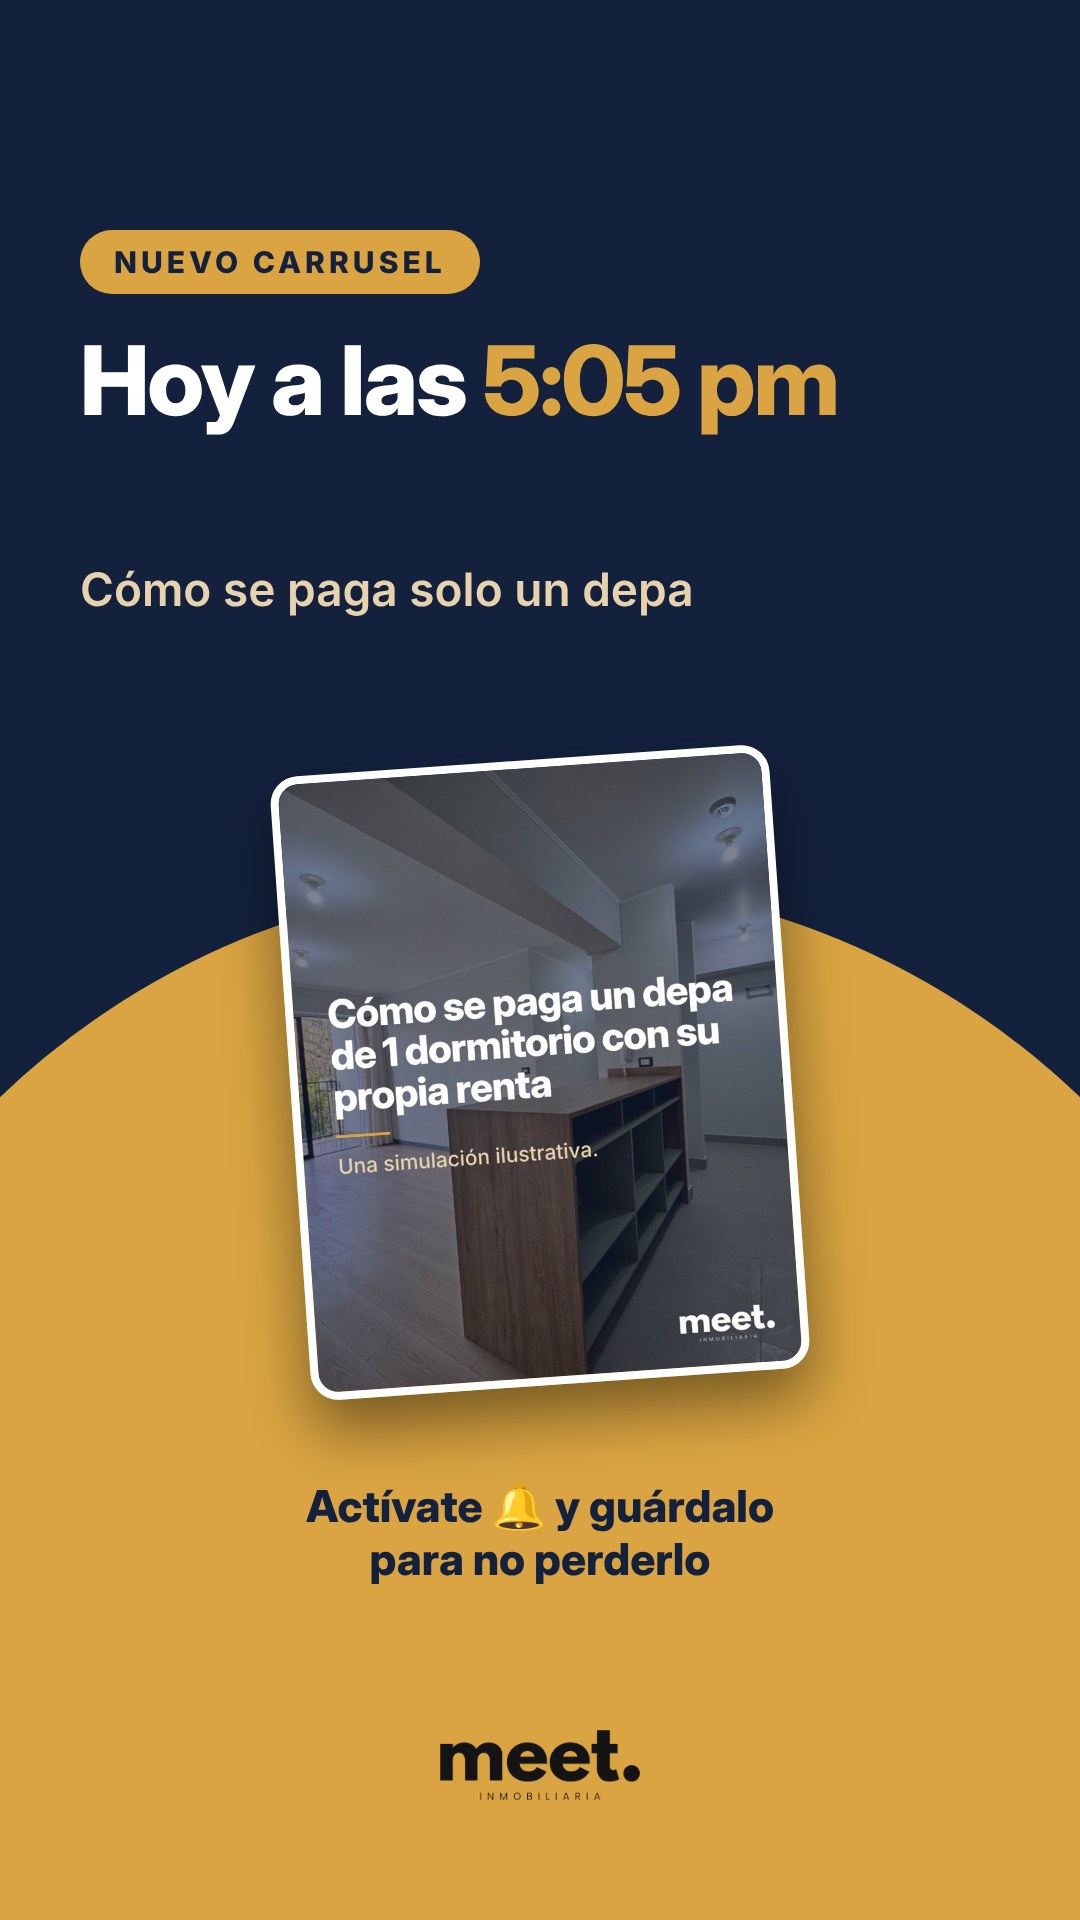 NUEVO CARRUSEL
Hoy a las 5:05 pm
Cómo se paga solo un depa
Cómo se paga un depa
de 1 dormitorio con su
propia renta
Una simulación ilustrativa.
meet.
INMOBILIARIA
Actívate 🔔 y guárdalo
para no perderlo
meet.
INMOBILIARIA